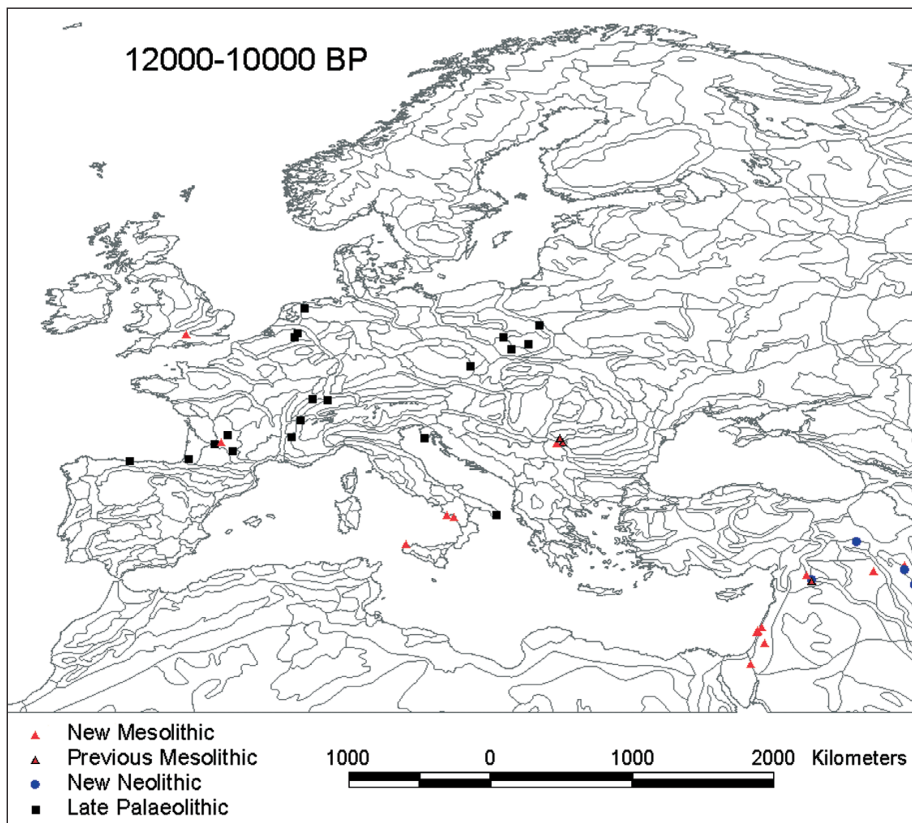 12000-10000 BP
New Mesolithic
Previous Mesolithic
New Neolithic
Late Palaeolithic
1000 0 1000 2000 Kilometers